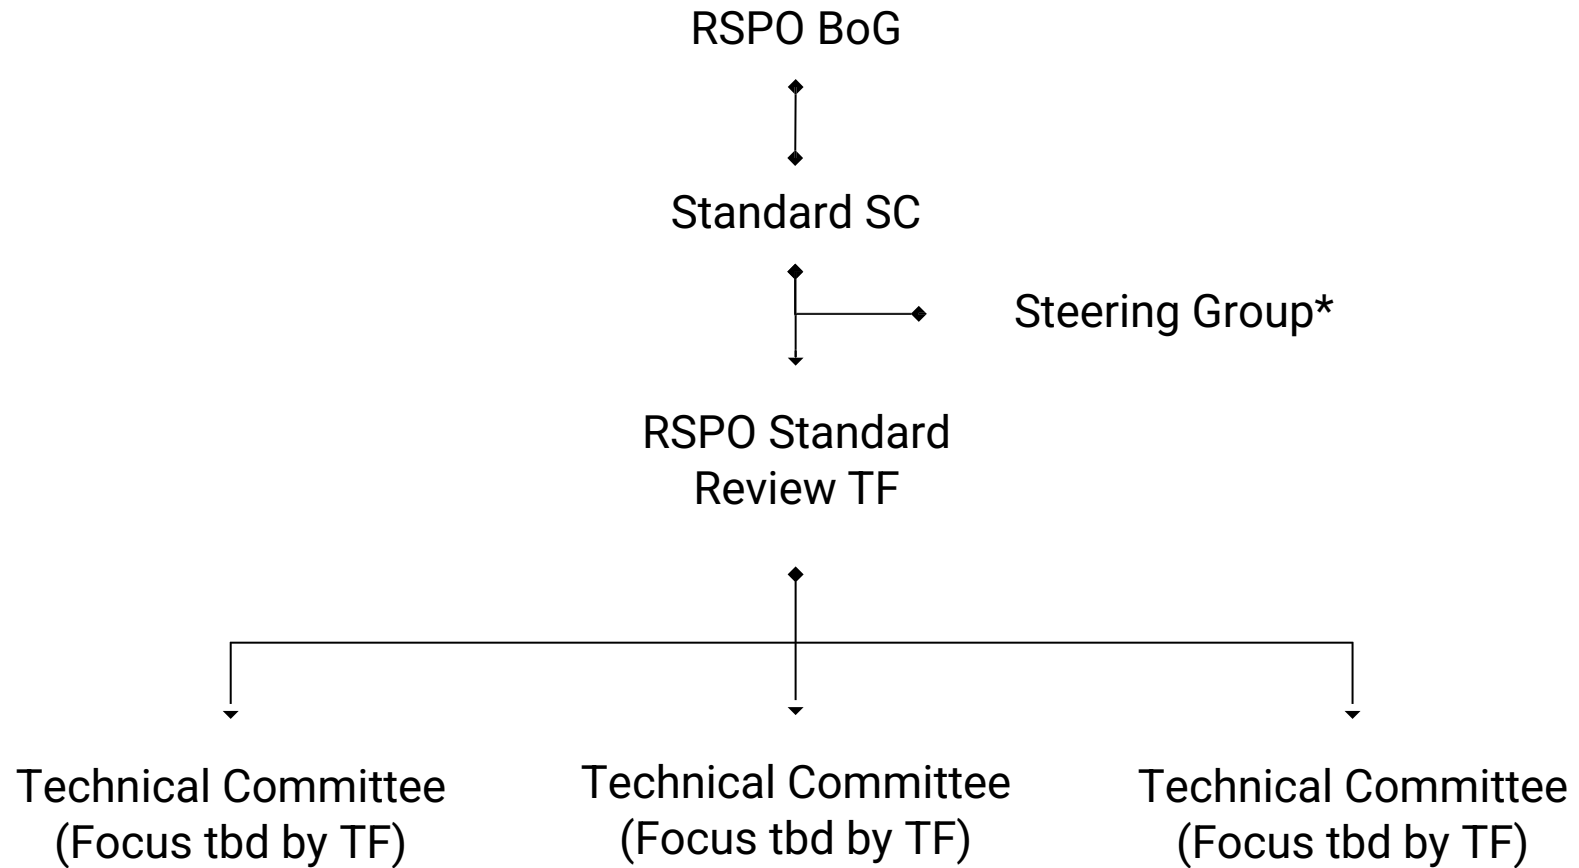 RSPO BoG
Standard SC
Steering Group*
RSPO Standard
Review TF
Technical Committee
(Focus tbd by TF)
Technical Committee
(Focus tbd by TF)
Technical Committee
(Focus tbd by TF)